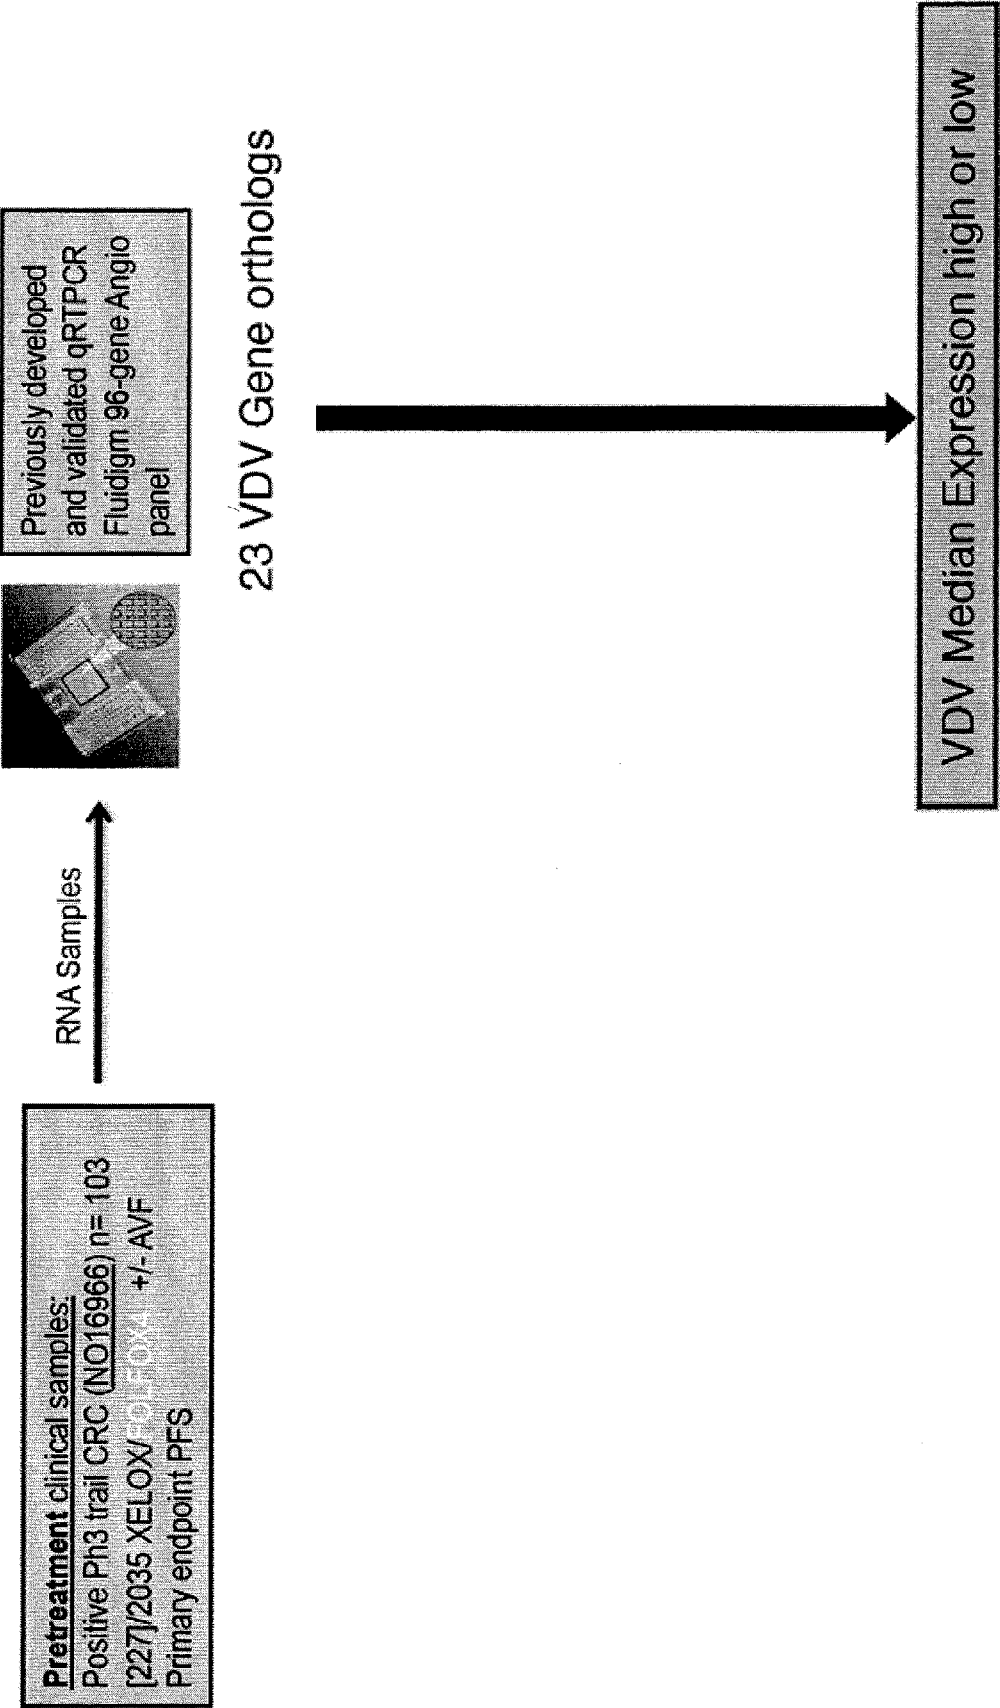 Pretreatment clinical samples:
Positive Ph3 trail CRC (NO16966) n= 103
[227]/2035 XELOX/FOLFOX4 +/- AVF
Primary endpoint PFS
RNA Samples
Previously developed
and validated qRTPCR
Fluidigm 96-gene Angio
panel
23 VDV Gene orthologs
VDV Median Expression high or low